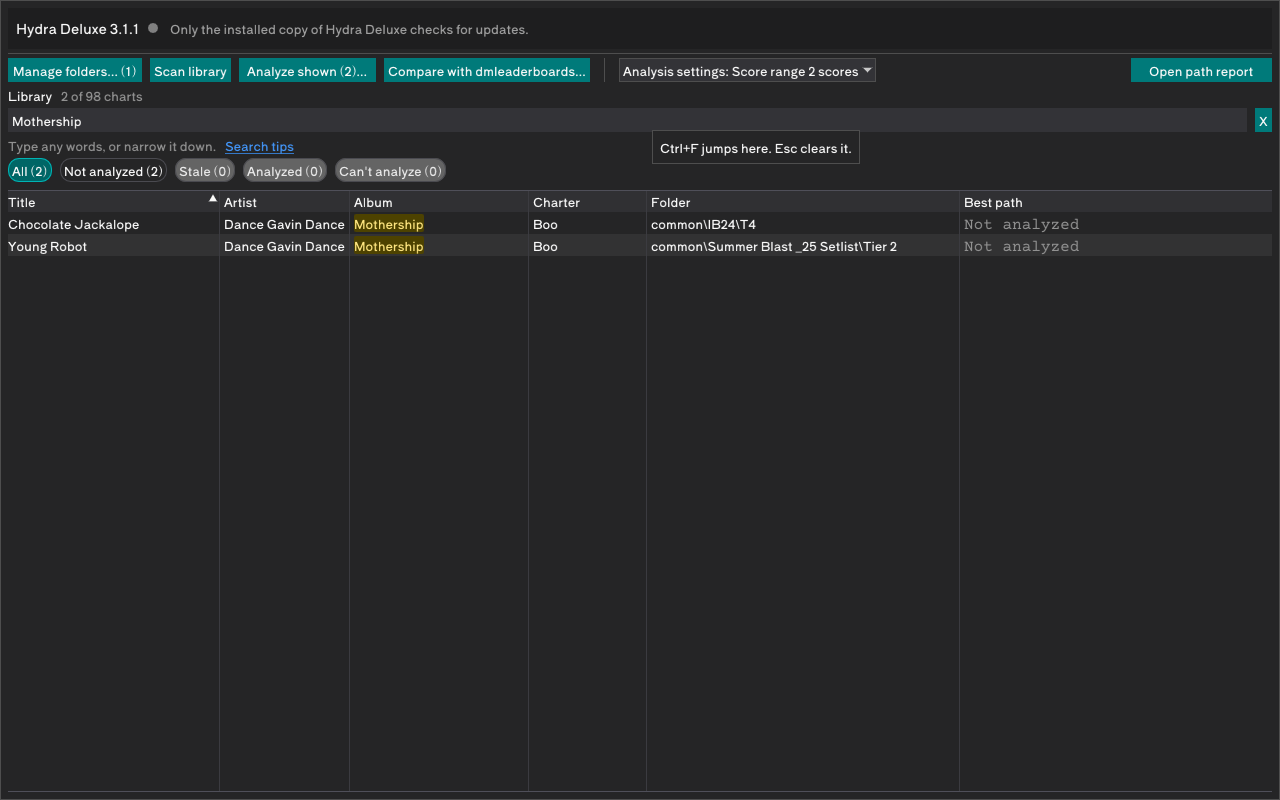 Hydra Deluxe 3.1.1 Only the installed copy of Hydra Deluxe checks for updates.
Manage folders... (1) Scan library Analyze shown (2)... Compare with dmleaderboards... Analysis settings: Score range 2 scores Open path report
Library 2 of 98 charts
Mothership X
Type any words, or narrow it down. Search tips
Ctrl+F jumps here. Esc clears it.
All (2) Not analyzed (2) Stale (0) Analyzed (0) Can't analyze (0)
Title Artist Album Charter Folder Best path
Chocolate Jackalope Dance Gavin Dance Mothership Boo common\IB24\T4 Not analyzed
Young Robot Dance Gavin Dance Mothership Boo common\Summer Blast _25 Setlist\Tier 2 Not analyzed